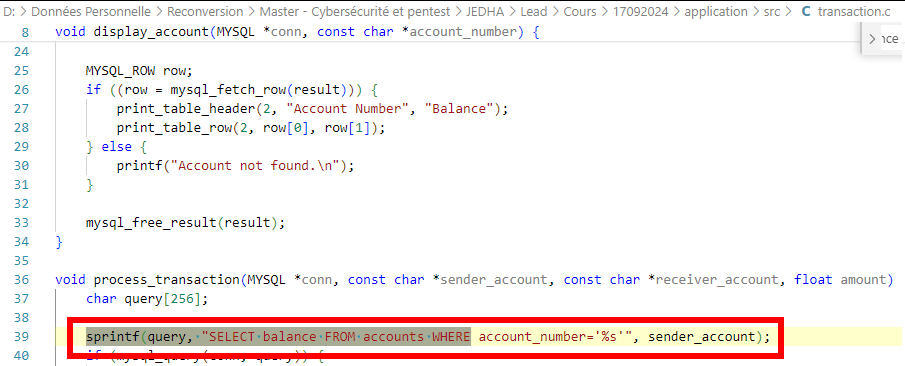 D: > Données Personnelle > Reconversion > Master - Cybersécurité et pentest > JEDHA > Lead > Cours > 17092024 > application > src > C transaction.c
8 void display_account(MYSQL *conn, const char *account_number) {
> nce
24
25 MYSQL_ROW row;
26 if ((row = mysql_fetch_row(result))) {
27 print_table_header(2, "Account Number", "Balance");
28 print_table_row(2, row[0], row[1]);
29 } else {
30 printf("Account not found.\n");
31 }
32
33 mysql_free_result(result);
34 }
35
36 void process_transaction(MYSQL *conn, const char *sender_account, const char *receiver_account, float amount)
37 char query[256];
38
39 sprintf(query, "SELECT balance FROM accounts WHERE account_number='%s'", sender_account);
40 if (mysql_query(conn, query)) {